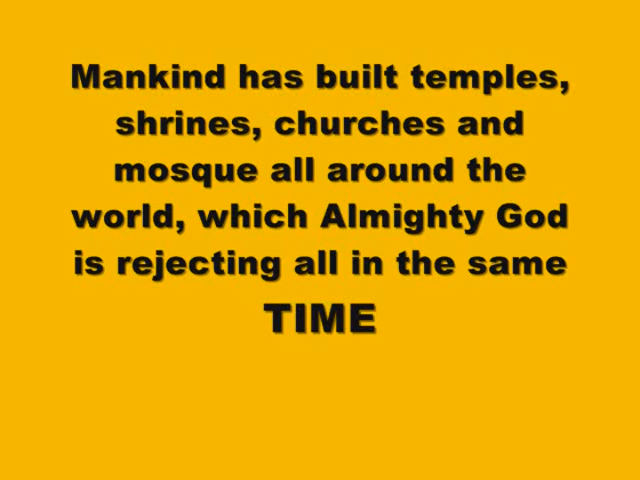 Mankind has built temples,
shrines, churches and
mosque all around the
world, which Almighty God
is rejecting all in the same
TIME